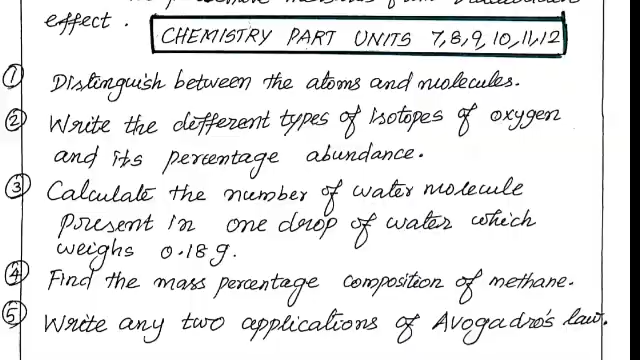 effect.
CHEMISTRY PART UNITS 7,8,9,10,11,12
① Distinguish between the atoms and molecules.
② Write the defferent types of isotopes of oxygen
and its percentage abundance.
③ Calculate the number of water molecule
present in one drop of water which
weighs 0.18 g.
④ Find the mass percentage composition of methane.
⑤ Write any two applications of Avogadro's law.